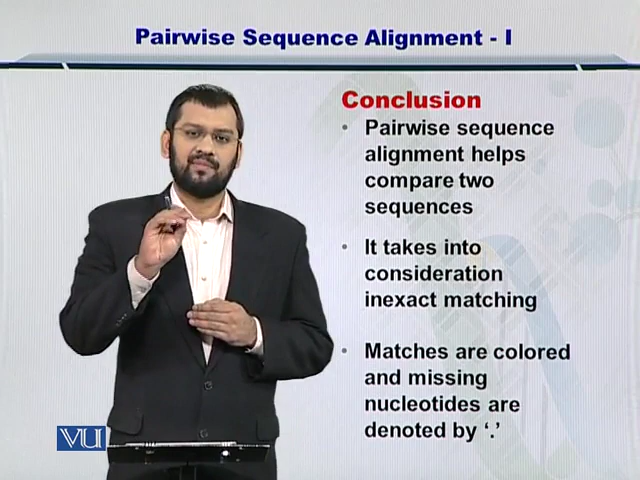 Pairwise Sequence Alignment - I
Conclusion
• Pairwise sequence
alignment helps
compare two
sequences
• It takes into
consideration
inexact matching
• Matches are colored
and missing
nucleotides are
denoted by ‘.’
VU